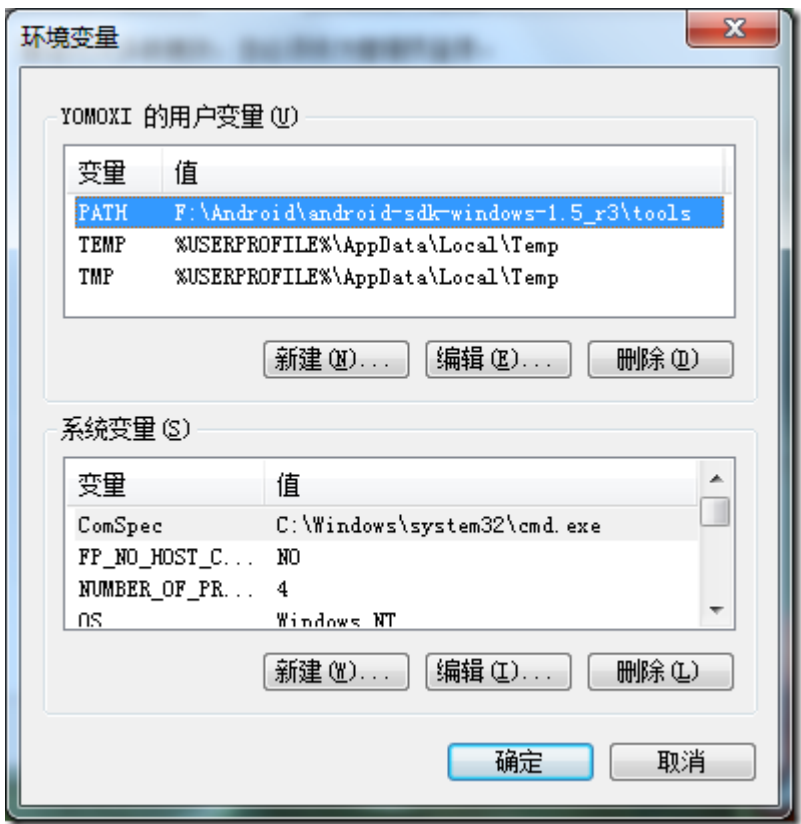 环境变量
YOMOXI 的用户变量(U)
变量 值
PATH F:\Android\android-sdk-windows-1.5_r3\tools
TEMP %USERPROFILE%\AppData\Local\Temp
TMP %USERPROFILE%\AppData\Local\Temp
新建(N)... 编辑(E)... 删除(D)
系统变量(S)
变量 值
ComSpec C:\Windows\system32\cmd.exe
FP_NO_HOST_C... NO
NUMBER_OF_PR... 4
OS Windows_NT
新建(W)... 编辑(I)... 删除(L)
确定 取消